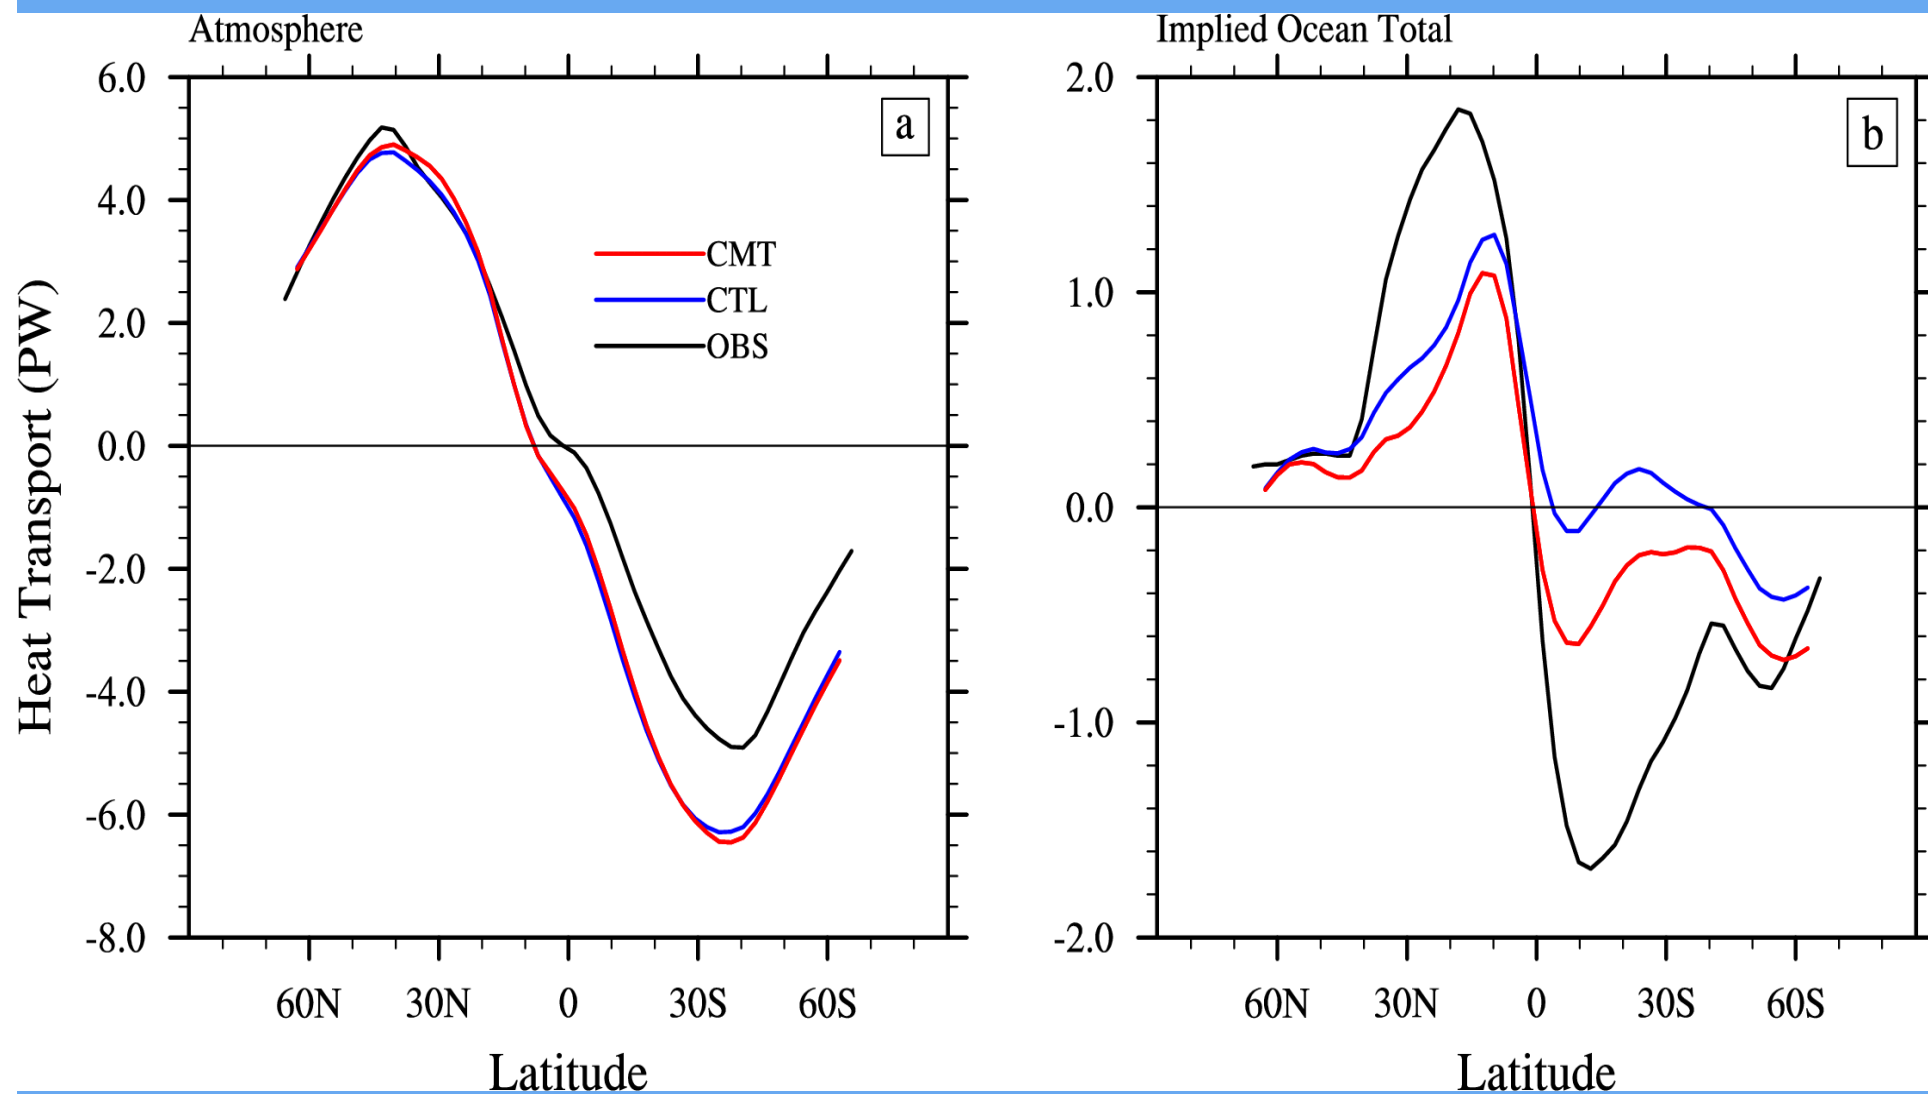 Atmosphere
6.0
4.0
2.0
0.0
-2.0
-4.0
-6.0
-8.0
Heat Transport (PW)
a
CMT
CTL
OBS
60N 30N 0 30S 60S
Latitude
Implied Ocean Total
2.0
1.0
0.0
-1.0
-2.0
b
60N 30N 0 30S 60S
Latitude